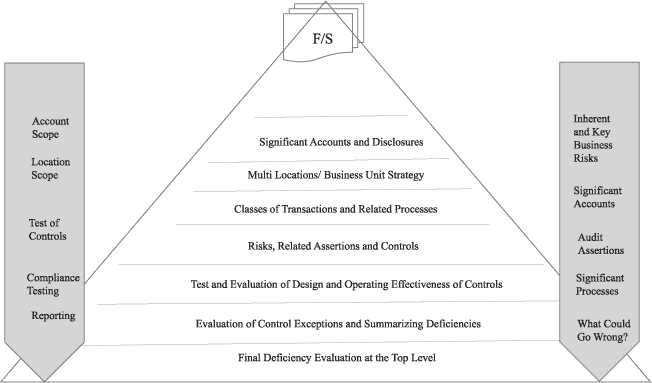 F/S
Account
Scope
Location
Scope
Test of
Controls
Compliance
Testing
Reporting
Significant Accounts and Disclosures
Multi Locations/ Business Unit Strategy
Classes of Transactions and Related Processes
Risks, Related Assertions and Controls
Test and Evaluation of Design and Operating Effectiveness of Controls
Evaluation of Control Exceptions and Summarizing Deficiencies
Final Deficiency Evaluation at the Top Level
Inherent
and Key
Business
Risks
Significant
Accounts
Audit
Assertions
Significant
Processes
What Could
Go Wrong?